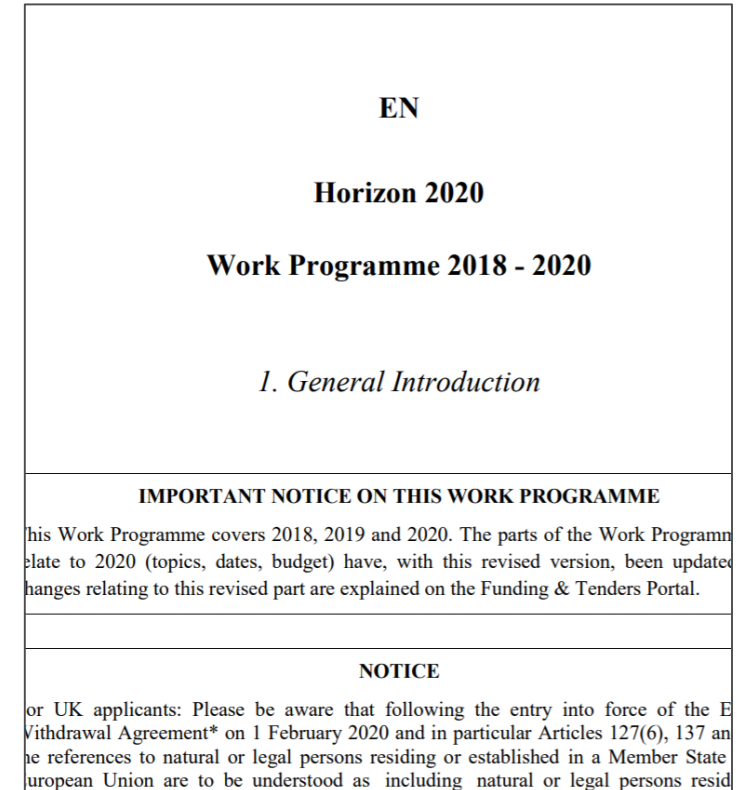 EN
Horizon 2020
Work Programme 2018 - 2020
1. General Introduction
IMPORTANT NOTICE ON THIS WORK PROGRAMME
his Work Programme covers 2018, 2019 and 2020. The parts of the Work Program
elate to 2020 (topics, dates, budget) have, with this revised version, been update
hanges relating to this revised part are explained on the Funding & Tenders Portal.
NOTICE
or UK applicants: Please be aware that following the entry into force of the E
Withdrawal Agreement* on 1 February 2020 and in particular Articles 127(6), 137 an
he references to natural or legal persons residing or established in a Member State
European Union are to be understood as including natural or legal persons resid